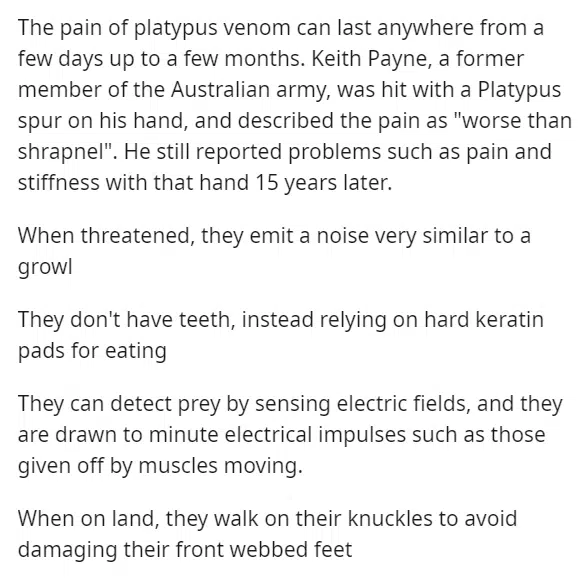 The pain of platypus venom can last anywhere from a
few days up to a few months. Keith Payne, a former
member of the Australian army, was hit with a Platypus
spur on his hand, and described the pain as "worse than
shrapnel". He still reported problems such as pain and
stiffness with that hand 15 years later.
When threatened, they emit a noise very similar to a
growl
They don't have teeth, instead relying on hard keratin
pads for eating
They can detect prey by sensing electric fields, and they
are drawn to minute electrical impulses such as those
given off by muscles moving.
When on land, they walk on their knuckles to avoid
damaging their front webbed feet